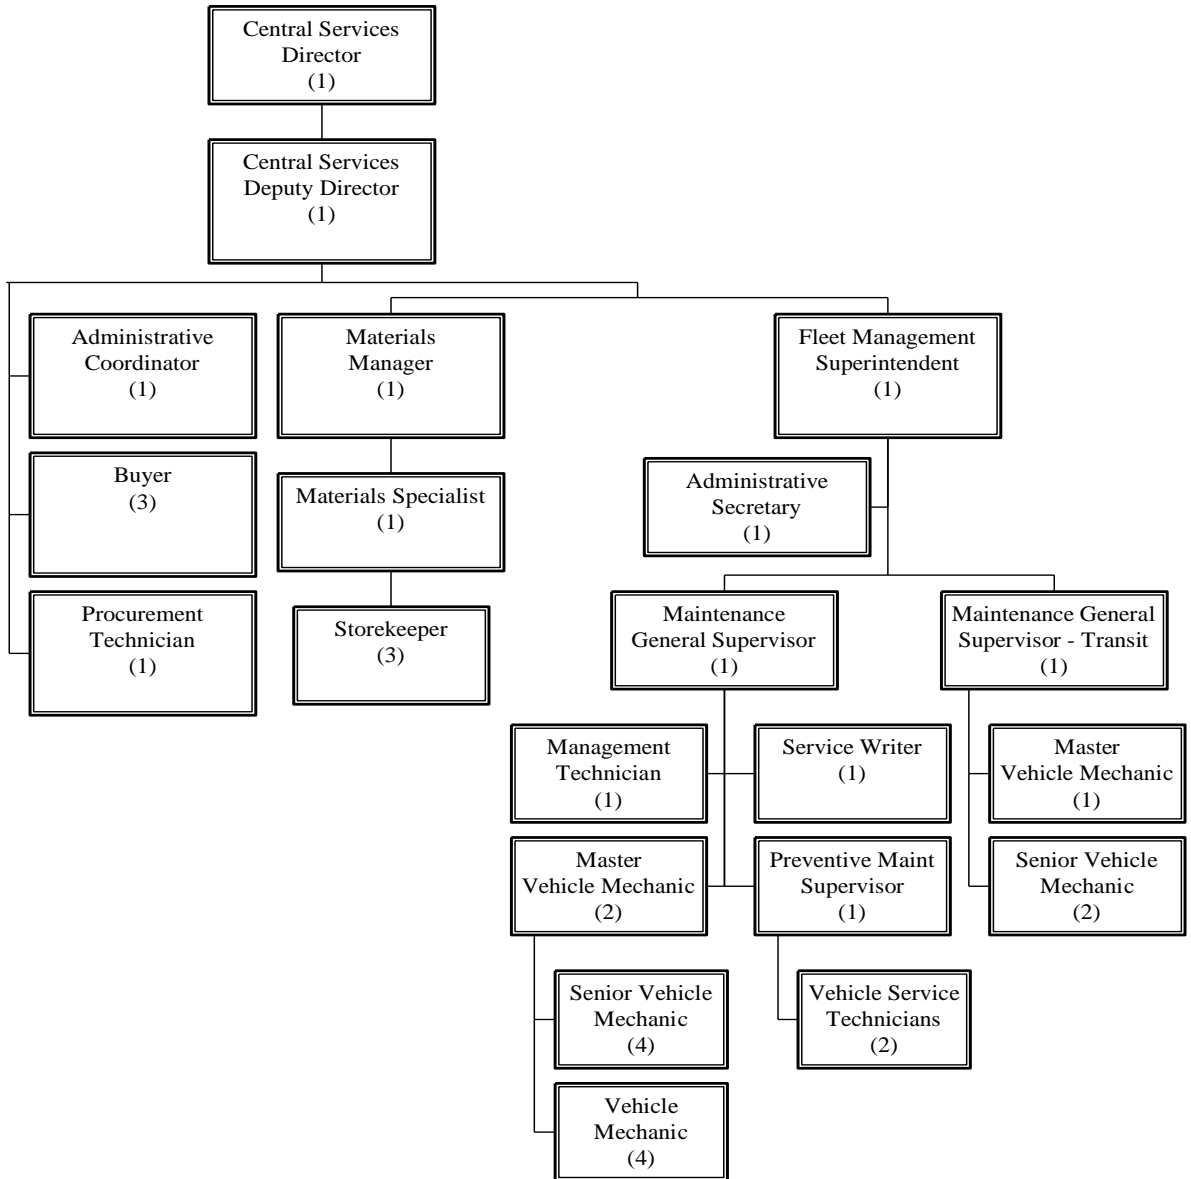 Central Services
Director
(1)
Central Services
Deputy Director
(1)
Administrative
Coordinator
(1)
Materials
Manager
(1)
Fleet Management
Superintendent
(1)
Buyer
(3)
Materials Specialist
(1)
Administrative
Secretary
(1)
Procurement
Technician
(1)
Storekeeper
(3)
Maintenance
General Supervisor
(1)
Maintenance General
Supervisor - Transit
(1)
Management
Technician
(1)
Service Writer
(1)
Master
Vehicle Mechanic
(1)
Master
Vehicle Mechanic
(2)
Preventive Maint
Supervisor
(1)
Senior Vehicle
Mechanic
(2)
Senior Vehicle
Mechanic
(4)
Vehicle Service
Technicians
(2)
Vehicle
Mechanic
(4)